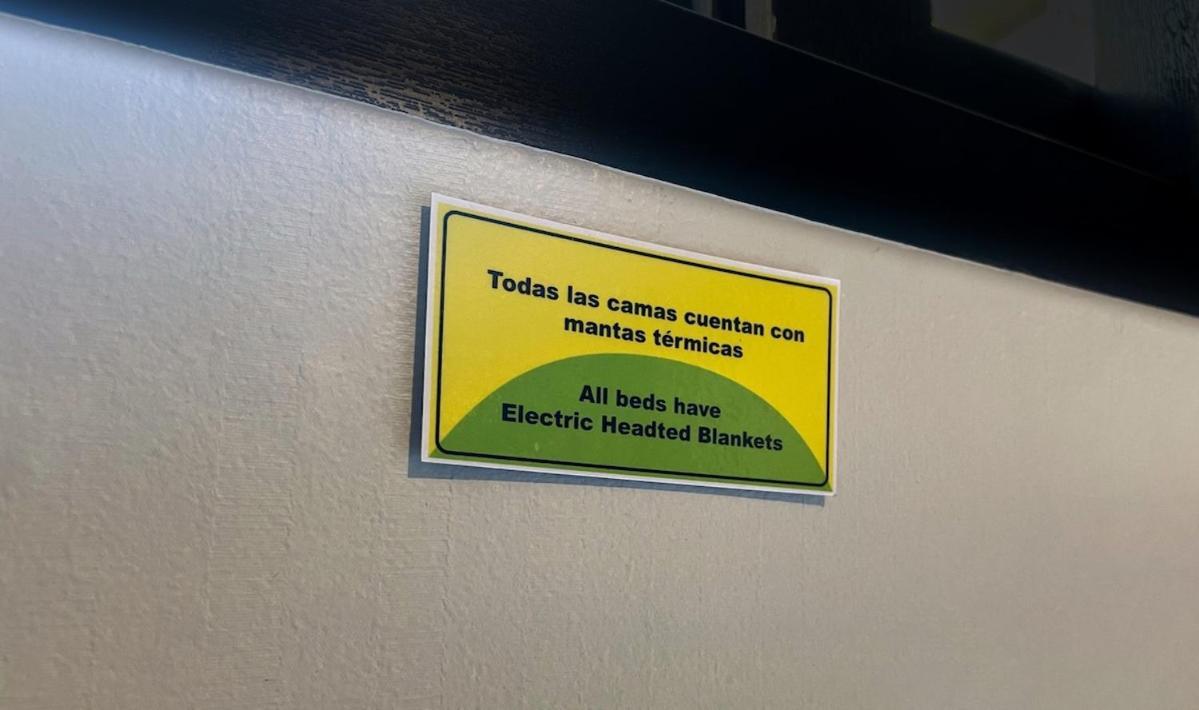 Todas las camas cuentan con
mantas térmicas
All beds have
Electric Headted Blankets